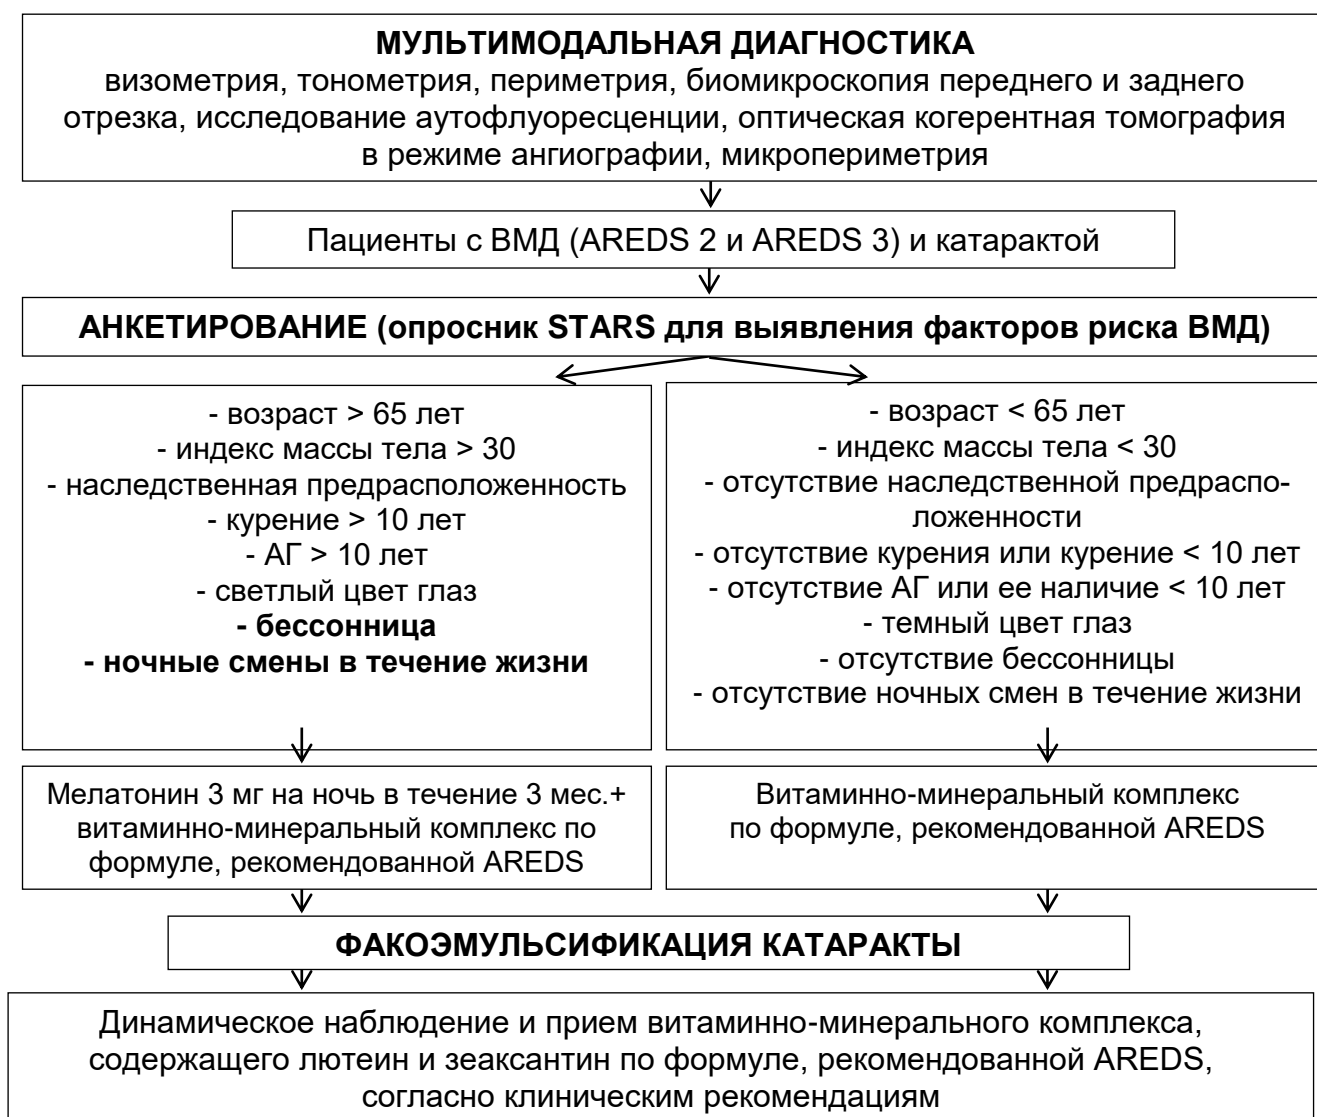 МУЛЬТИМОДАЛЬНАЯ ДИАГНОСТИКА
визометрия, тонометрия, периметрия, биомикроскопия переднего и заднего
отрезка, исследование аутофлуоресценции, оптическая когерентная томография
в режиме ангиографии, микропериметрия
Пациенты с ВМД (AREDS 2 и AREDS 3) и катарактой
АНКЕТИРОВАНИЕ (опросник STARS для выявления факторов риска ВМД)
- возраст > 65 лет
- индекс массы тела > 30
- наследственная предрасположенность
- курение > 10 лет
- АГ > 10 лет
- светлый цвет глаз
- бессонница
- ночные смены в течение жизни
- возраст < 65 лет
- индекс массы тела < 30
- отсутствие наследственной предраспо-
ложенности
- отсутствие курения или курение < 10 лет
- отсутствие АГ или ее наличие < 10 лет
- темный цвет глаз
- отсутствие бессонницы
- отсутствие ночных смен в течение жизни
Мелатонин 3 мг на ночь в течение 3 мес.+
витаминно-минеральный комплекс по
формуле, рекомендованной AREDS
Витаминно-минеральный комплекс
по формуле, рекомендованной AREDS
ФАКОЭМУЛЬСИФИКАЦИЯ КАТАРАКТЫ
Динамическое наблюдение и прием витаминно-минерального комплекса,
содержащего лютеин и зеаксантин по формуле, рекомендованной AREDS,
согласно клиническим рекомендациям